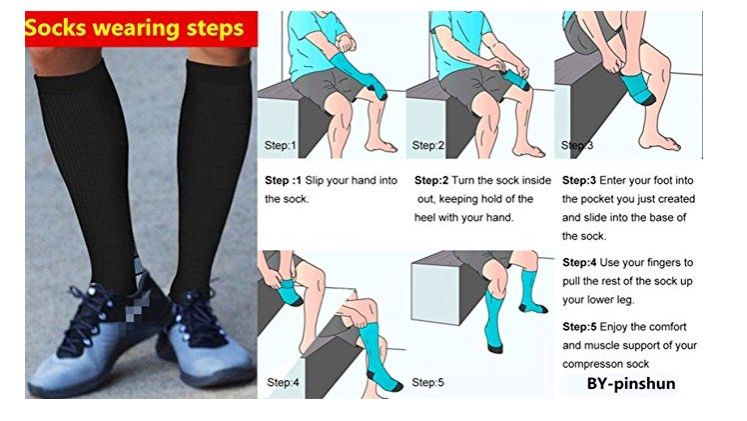 Socks wearing steps
Step:1
Step:2
Step:3
Step :1 Slip your hand into
the sock.
Step:2 Turn the sock inside
out, keeping hold of the
heel with your hand.
Step:3 Enter your foot into
the pocket you just created
and slide into the base of
the sock.
Step:4 Use your fingers to
pull the rest of the sock up
your lower leg.
Step:5 Enjoy the comfort
and muscle support of your
compresson sock
Step:4
Step:5
BY-pinshun